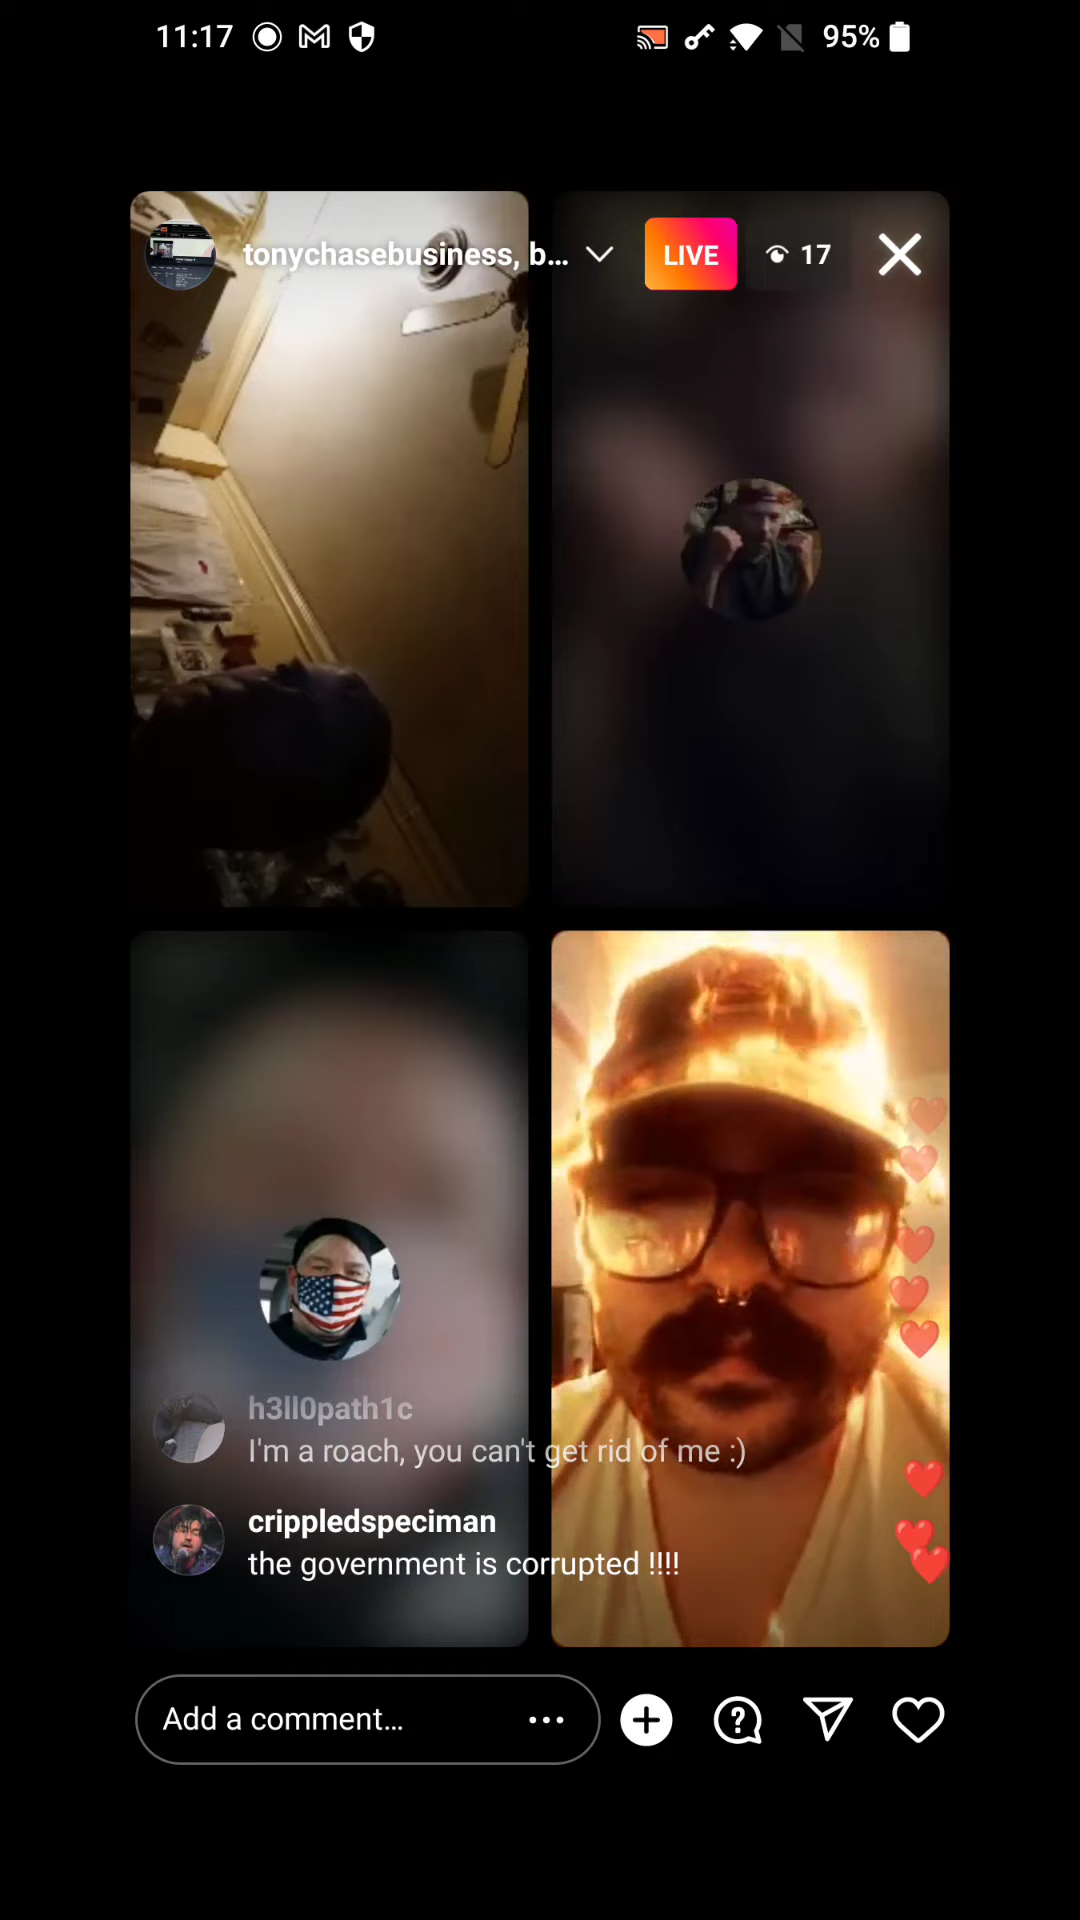 11:17
95%
tonychasebusiness, b...
LIVE
17
h3ll0path1c
I'm a roach, you can't get rid of me :)
crippledspeciman
the government is corrupted !!!!
Add a comment...